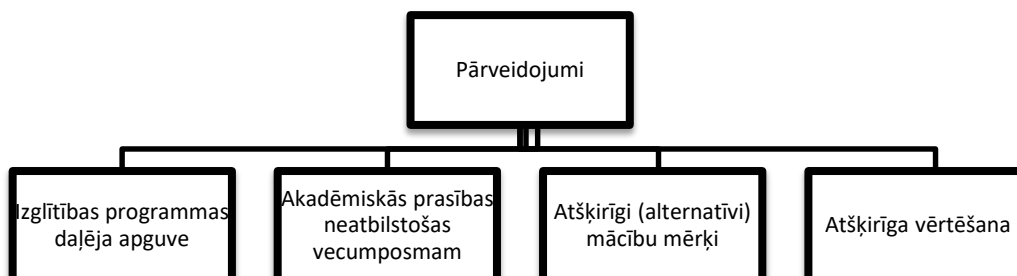 Pārveidojumi
Izglītības programmas
daļēja apguve
Akadēmiskās prasības
neatbilstošas
vecumposmam
Atšķirīgi (alternatīvi)
mācību mērķi
Atšķirīga vērtēšana